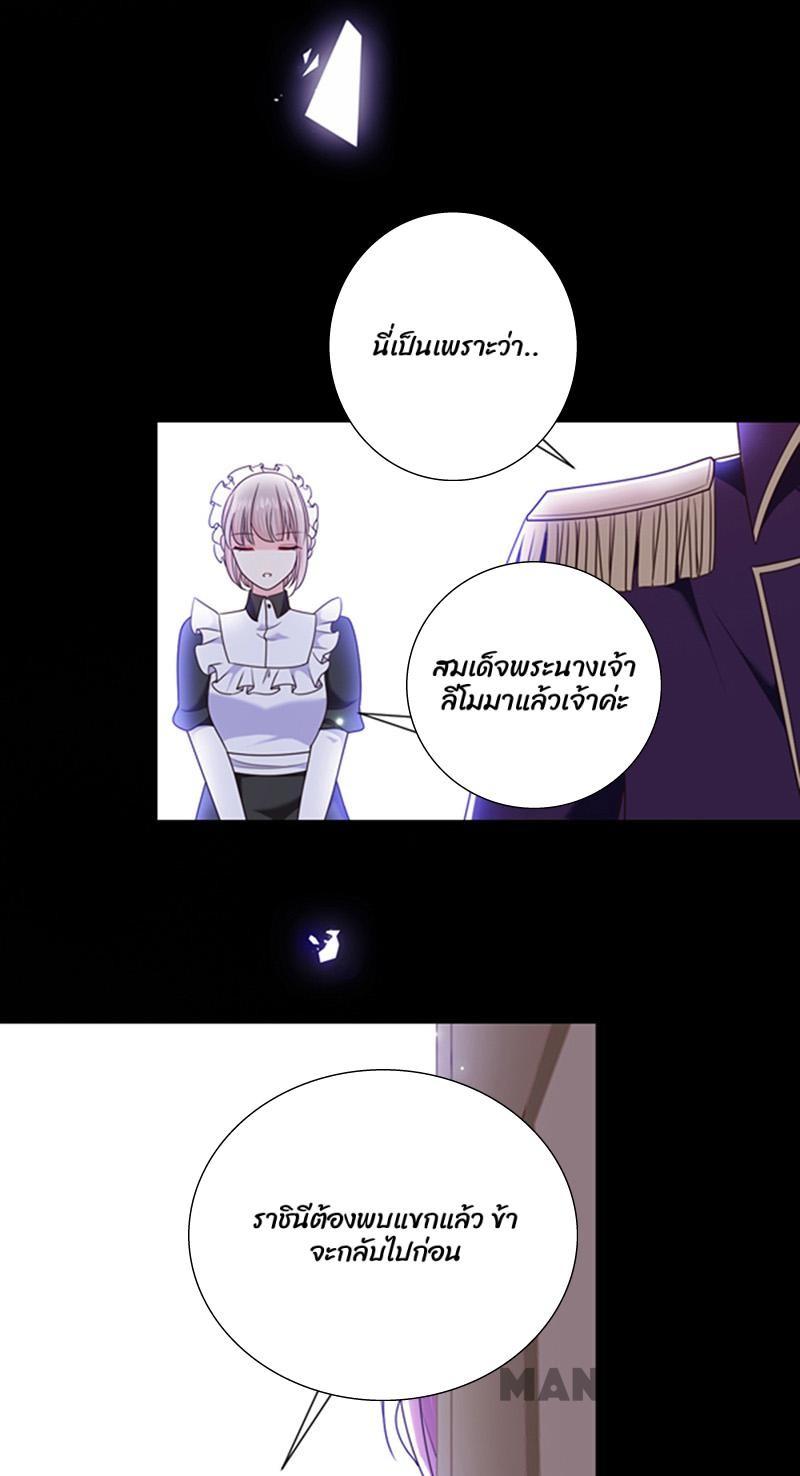 นี่เป็นเพราะว่า..
สมเด็จพระนางเจ้า
ลีโมมาแล้วเจ้าค่ะ
ราชินีต้องพบแขกแล้ว ข้า
จะกลับไปก่อน
MAN